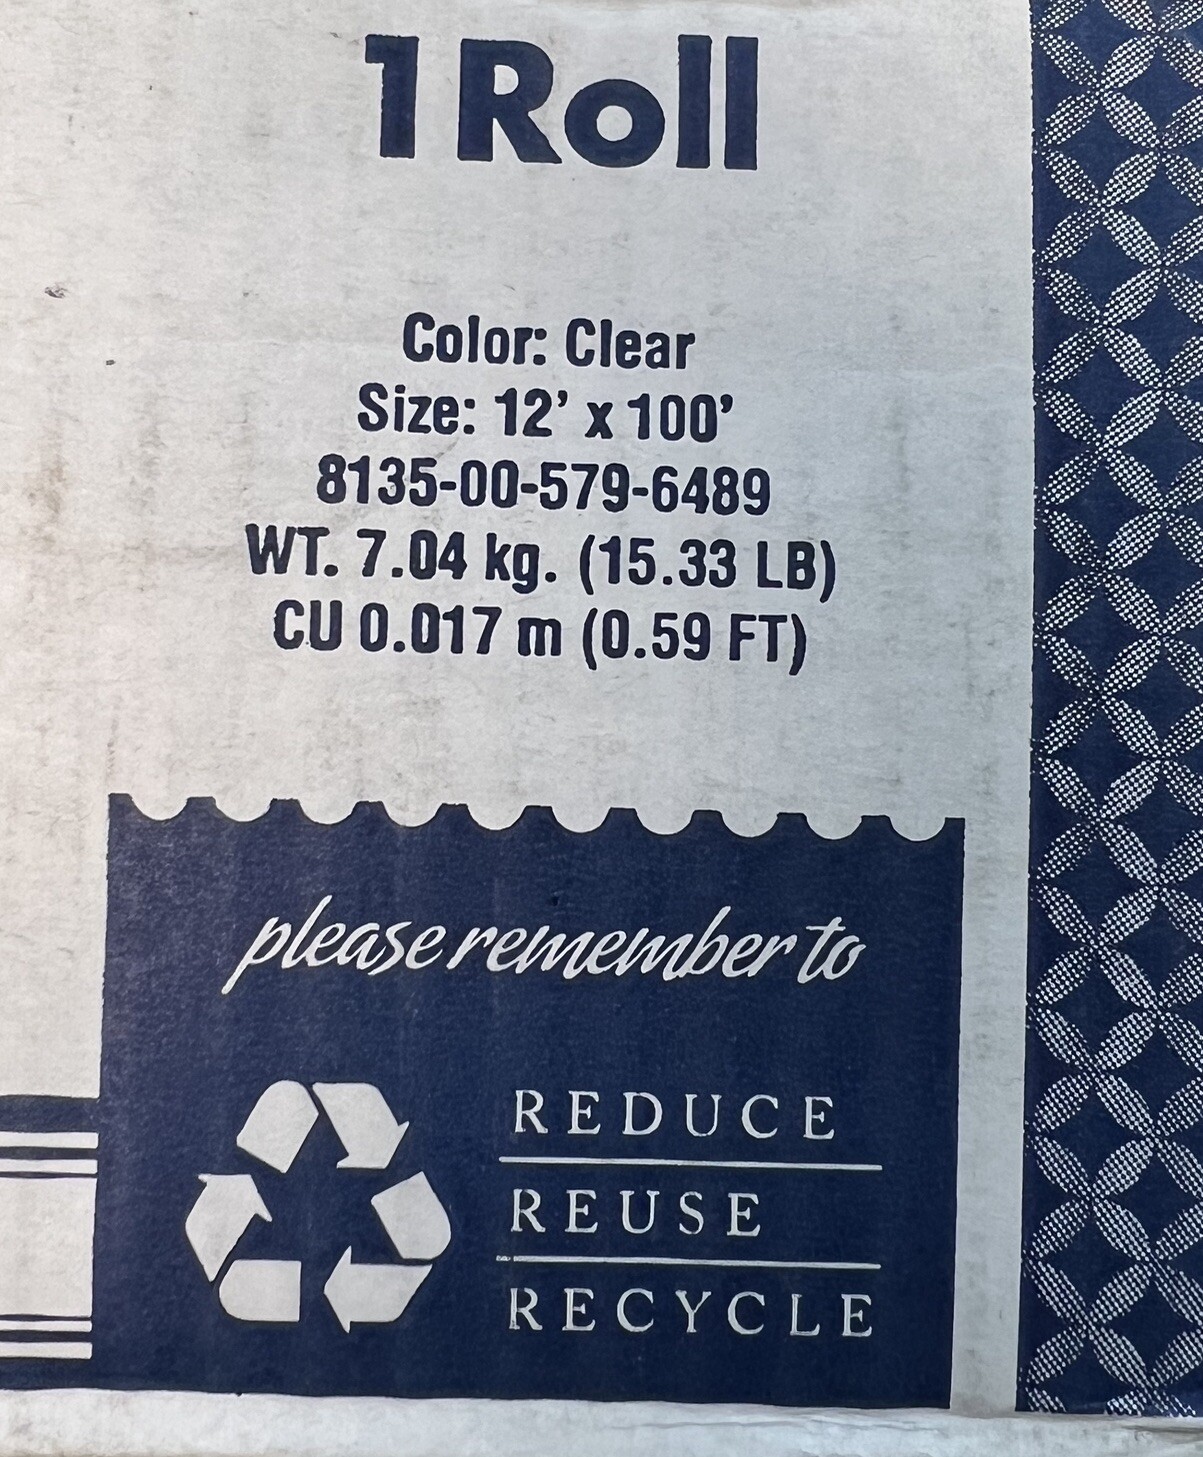 1 Roll
Color: Clear
Size: 12’ x 100’
8135-00-579-6489
WT. 7.04 kg. (15.33 LB)
CU 0.017 m (0.59 FT)
please remember to
REDUCE
REUSE
RECYCLE